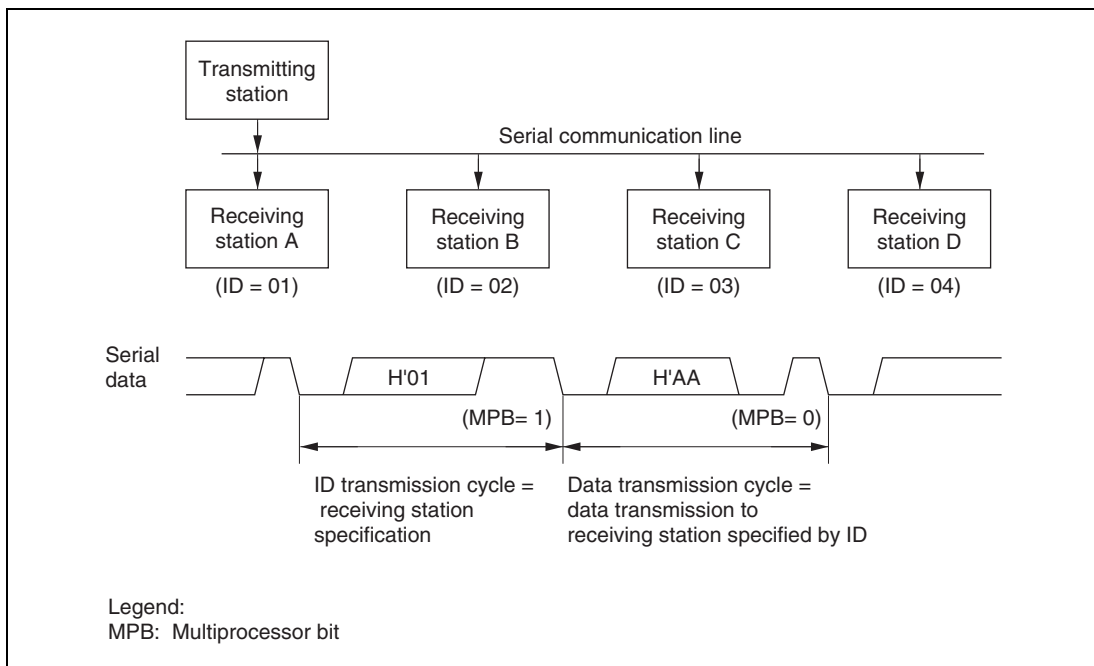 Transmitting
station
Serial communication line
Receiving
station A
Receiving
station B
Receiving
station C
Receiving
station D
(ID = 01)
(ID = 02)
(ID = 03)
(ID = 04)
Serial
data
H'01
H'AA
(MPB= 1)
(MPB= 0)
ID transmission cycle =
receiving station
specification
Data transmission cycle =
data transmission to
receiving station specified by ID
Legend:
MPB: Multiprocessor bit